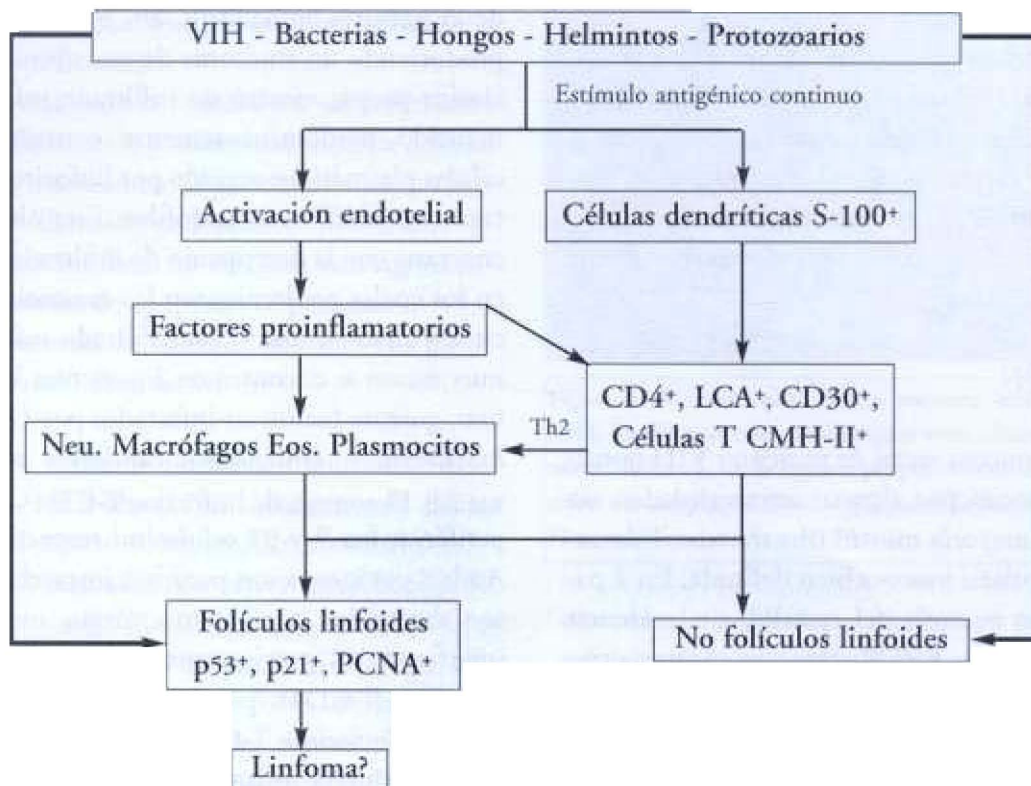 VIH - Bacterias - Hongos - Helmintos - Protozoarios
Estímulo antigénico continuo
Activación endotelial
Células dendríticas S-100⁺
Factores proinflamatorios
CD4⁺, LCA⁺, CD30⁺,
Células T CMH-II⁺
Th2
Neu. Macrófagos Eos. Plasmocitos
Folículos linfoides
p53⁺, p21⁺, PCNA⁺
No folículos linfoides
Linfoma?